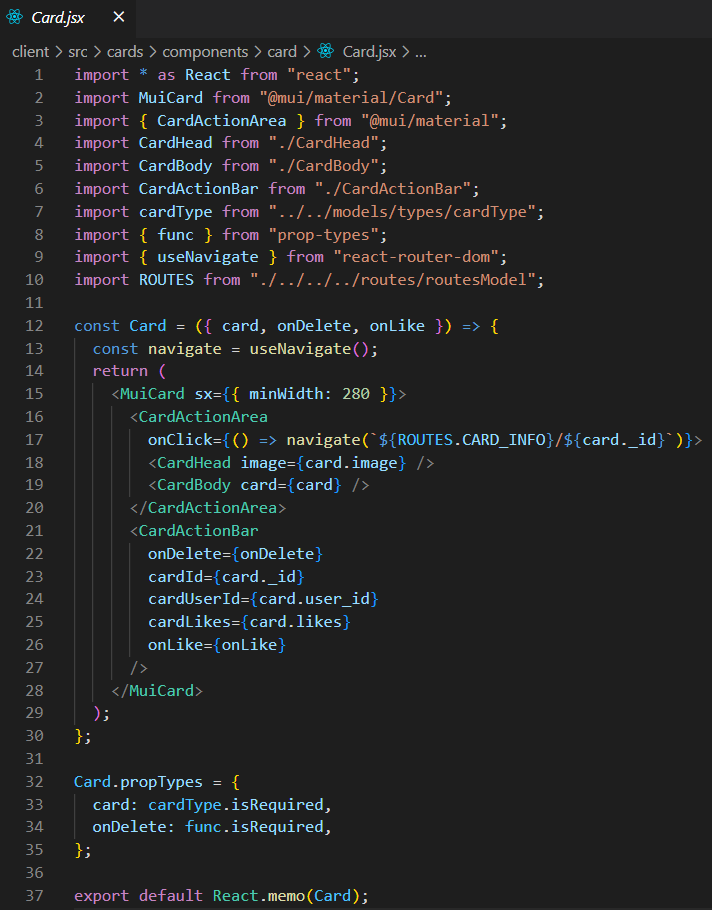 Card.jsx ×
client > src > cards > components > card > Card.jsx > ...
1 import * as React from "react";
2 import MuiCard from "@mui/material/Card";
3 import { CardActionArea } from "@mui/material";
4 import CardHead from "./CardHead";
5 import CardBody from "./CardBody";
6 import CardActionBar from "./CardActionBar";
7 import cardType from "../../models/types/cardType";
8 import { func } from "prop-types";
9 import { useNavigate } from "react-router-dom";
10 import ROUTES from "./../../../routes/routesModel";
11
12 const Card = ({ card, onDelete, onLike }) => {
13   const navigate = useNavigate();
14   return (
15     <MuiCard sx={{ minWidth: 280 }}>
16       <CardActionArea
17         onClick={() => navigate(`${ROUTES.CARD_INFO}/${card._id}`)}>
18         <CardHead image={card.image} />
19         <CardBody card={card} />
20       </CardActionArea>
21       <CardActionBar
22         onDelete={onDelete}
23         cardId={card._id}
24         cardUserId={card.user_id}
25         cardLikes={card.likes}
26         onLike={onLike}
27       />
28     </MuiCard>
29   );
30 };
31
32 Card.propTypes = {
33   card: cardType.isRequired,
34   onDelete: func.isRequired,
35 };
36
37 export default React.memo(Card);